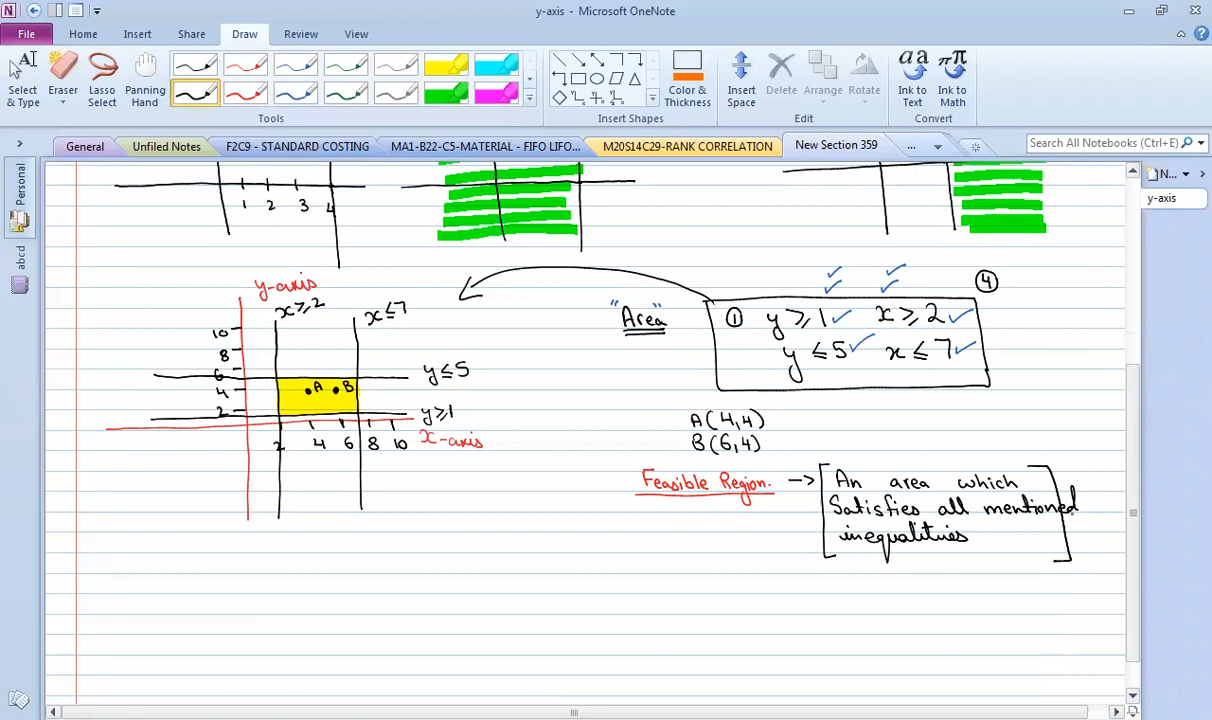 y-axis - Microsoft OneNote
File Home Insert Share Draw Review View
Select & Type
Eraser
Lasso Select
Panning Hand
Color & Thickness
Insert Space
Delete
Arrange
Rotate
Ink to Text
Ink to Math
Tools
Insert Shapes
Edit
Convert
General
Unfiled Notes
F2C9 - STANDARD COSTING
MA1-B22-C5-MATERIAL - FIFO LIFO...
M20S14C29-RANK CORRELATION
New Section 359
...
Search All Notebooks (Ctrl+E)
Personal
abcd
N...
y-axis
1 2 3 4
y-axis
x≥2
x≤7
10
8
6
4
2
A
B
y≤5
y≥1
2 4 6 8 10
x-axis
"Area"
4
1 y≥1 x≥2
y≤5 x≤7
A(4,4)
B(6,4)
Feasible Region. → [An area which
Satisfies all mentioned
inequalities]